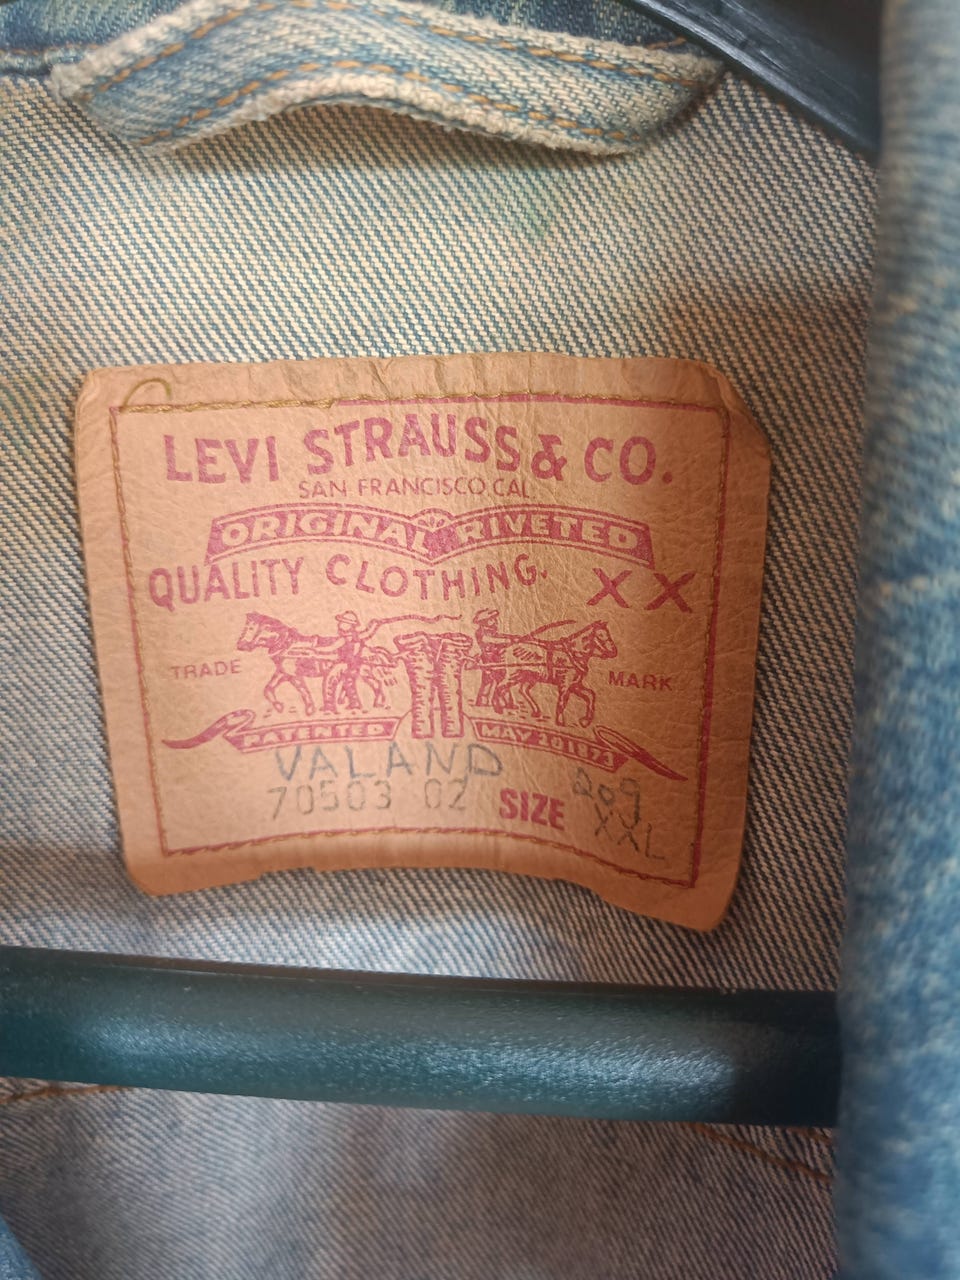 LEVI STRAUSS & CO.
SAN FRANCISCO CAL.
ORIGINAL RIVETED
QUALITY CLOTHING. XX
TRADE MARK
PATENTED MAY 20 1873
VALAND
70503 02 SIZE XXL